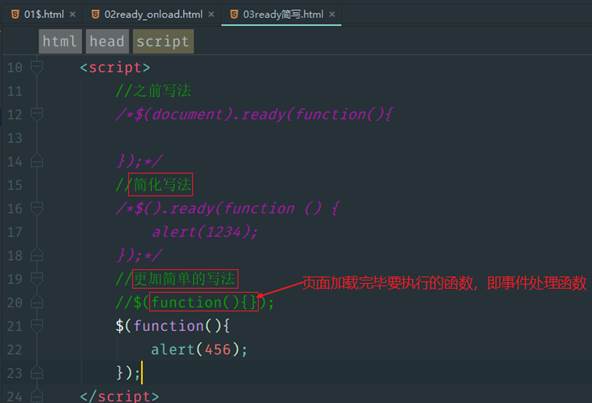 01$.html × 02ready_onload.html × 03ready简写.html ×
html head script
10 <script>
11 //之前写法
12 /*$(document).ready(function(){
13
14 });*/
15 //简化写法
16 /*$().ready(function () {
17 alert(1234);
18 });*/
19 //更加简单的写法
20 //$(function(){}); 页面加载完毕要执行的函数，即事件处理函数
21 $(function(){
22 alert(456);
23 });
24 </script>